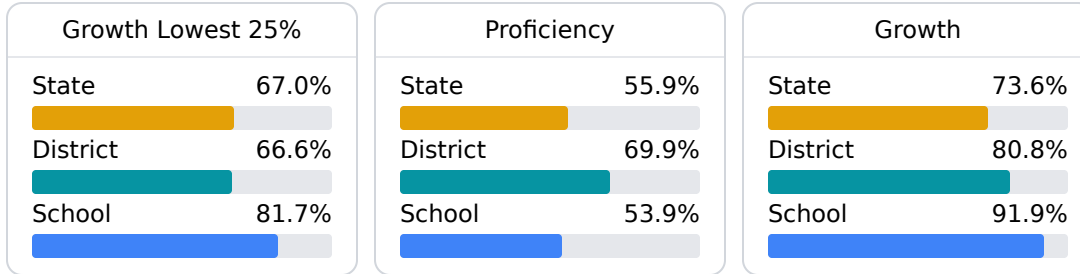 Growth Lowest 25%
State 67.0%
District 66.6%
School 81.7%
Proficiency
State 55.9%
District 69.9%
School 53.9%
Growth
State 73.6%
District 80.8%
School 91.9%